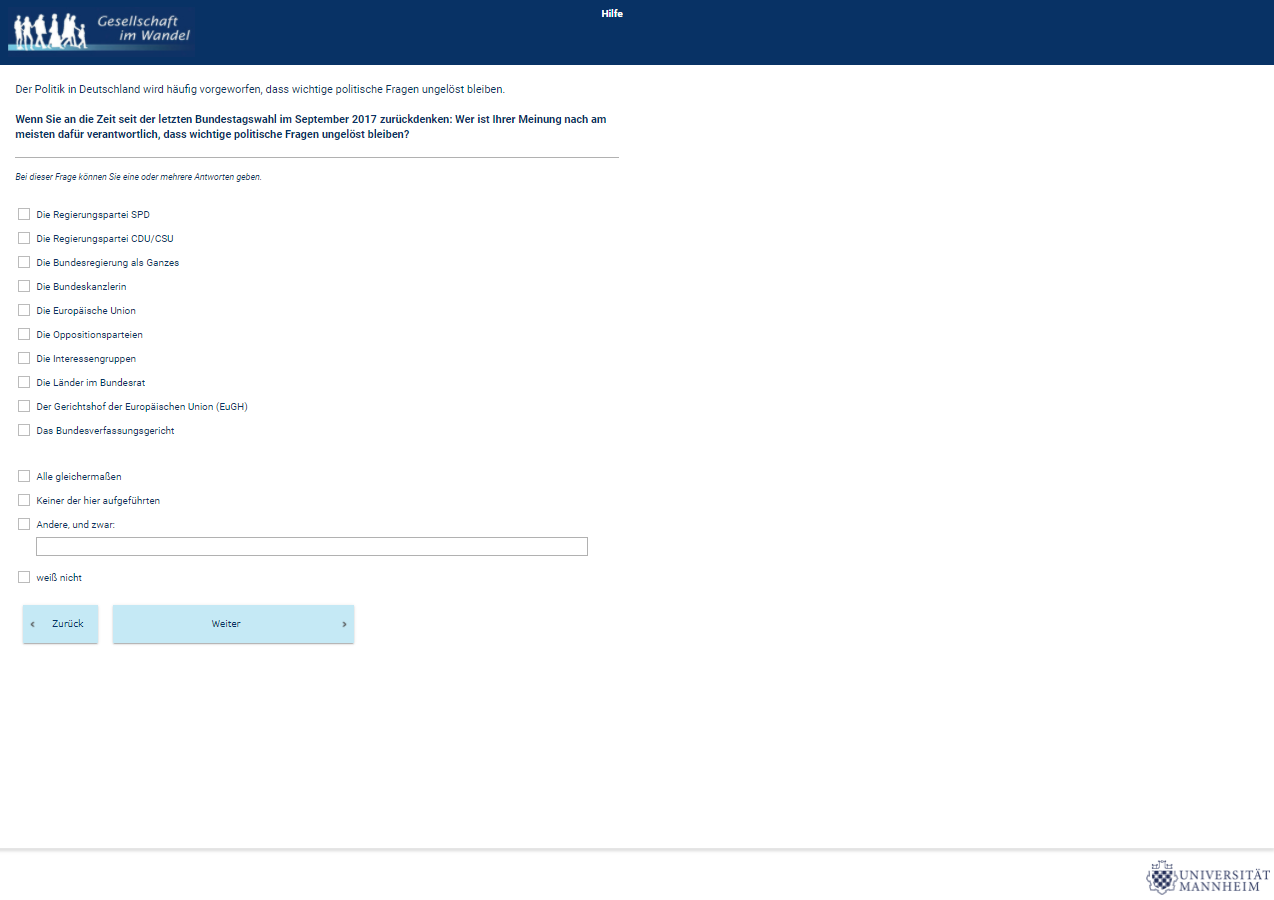 Gesellschaft
im Wandel
Hilfe
Der Politik in Deutschland wird häufig vorgeworfen, dass wichtige politische Fragen ungelöst bleiben.
Wenn Sie an die Zeit seit der letzten Bundestagswahl im September 2017 zurückdenken: Wer ist Ihrer Meinung nach am
meisten dafür verantwortlich, dass wichtige politische Fragen ungelöst bleiben?
Bei dieser Frage können Sie eine oder mehrere Antworten geben.
Die Regierungspartei SPD
Die Regierungspartei CDU/CSU
Die Bundesregierung als Ganzes
Die Bundeskanzlerin
Die Europäische Union
Die Oppositionsparteien
Die Interessengruppen
Die Länder im Bundesrat
Der Gerichtshof der Europäischen Union (EuGH)
Das Bundesverfassungsgericht
Alle gleichermaßen
Keiner der hier aufgeführten
Andere, und zwar:
weiß nicht
‹ Zurück
Weiter ›
UNIVERSITÄT
MANNHEIM